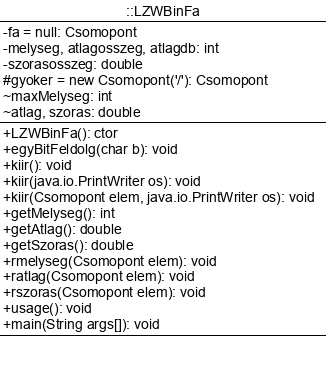 ::LZWBinFa
-fa = null: Csomopont
-melyseg, atlagosszeg, atlagdb: int
-szorasosszeg: double
#gyoker = new Csomopont('/'): Csomopont
~maxMelyseg: int
~atlag, szoras: double
+LZWBinFa(): ctor
+egyBitFeldolg(char b): void
+kiir(): void
+kiir(java.io.PrintWriter os): void
+kiir(Csomopont elem, java.io.PrintWriter os): void
+getMelyseg(): int
+getAtlag(): double
+getSzoras(): double
+rmelyseg(Csomopont elem): void
+ratlag(Csomopont elem): void
+rszoras(Csomopont elem): void
+usage(): void
+main(String args[]): void